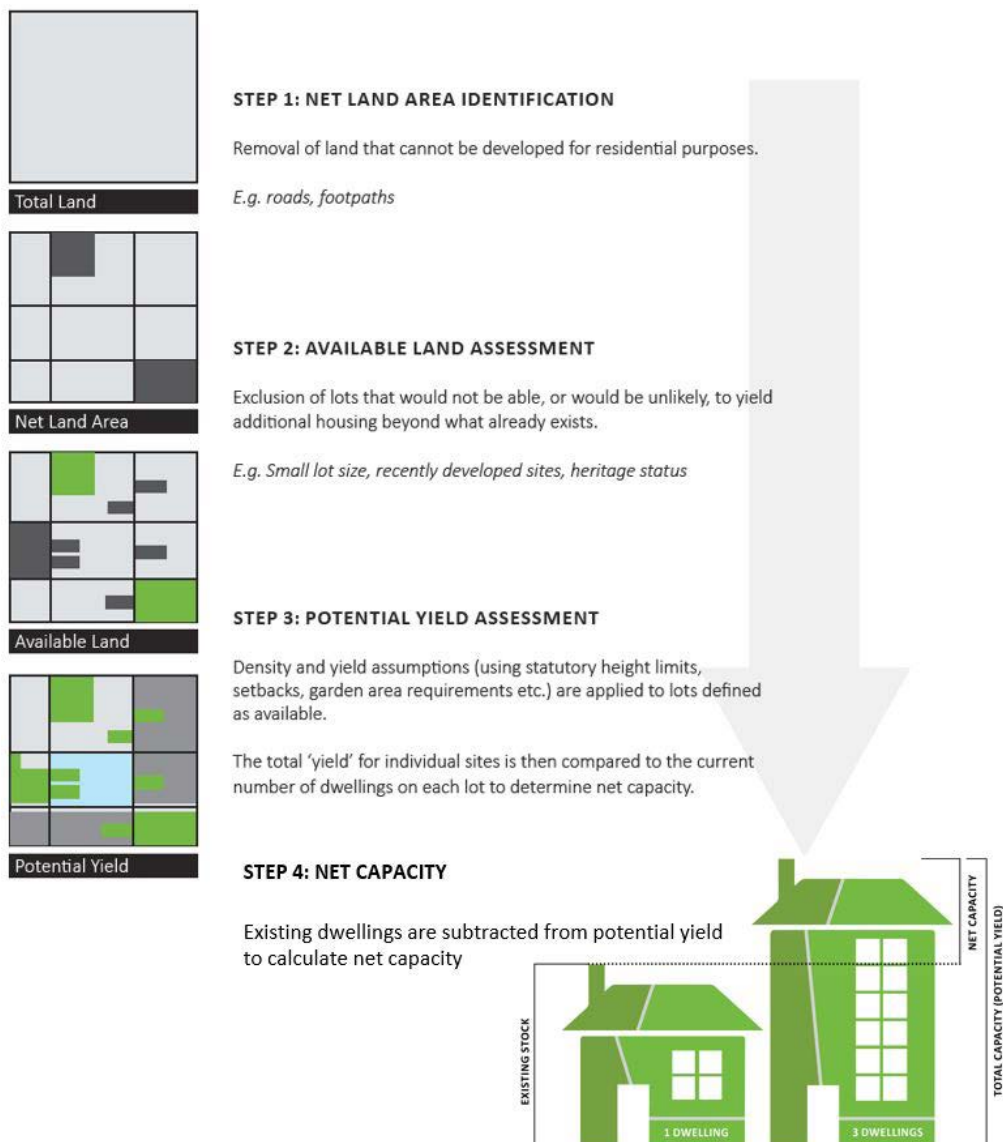 STEP 1: NET LAND AREA IDENTIFICATION
Removal of land that cannot be developed for residential purposes.
E.g. roads, footpaths
Total Land
STEP 2: AVAILABLE LAND ASSESSMENT
Exclusion of lots that would not be able, or would be unlikely, to yield
additional housing beyond what already exists.
E.g. Small lot size, recently developed sites, heritage status
Net Land Area
STEP 3: POTENTIAL YIELD ASSESSMENT
Available Land
Density and yield assumptions (using statutory height limits,
setbacks, garden area requirements etc.) are applied to lots defined
as available.
The total ‘yield’ for individual sites is then compared to the current
number of dwellings on each lot to determine net capacity.
Potential Yield
STEP 4: NET CAPACITY
Existing dwellings are subtracted from potential yield
to calculate net capacity
EXISTING STOCK
1 DWELLING
3 DWELLINGS
NET CAPACITY
TOTAL CAPACITY (POTENTIAL YIELD)